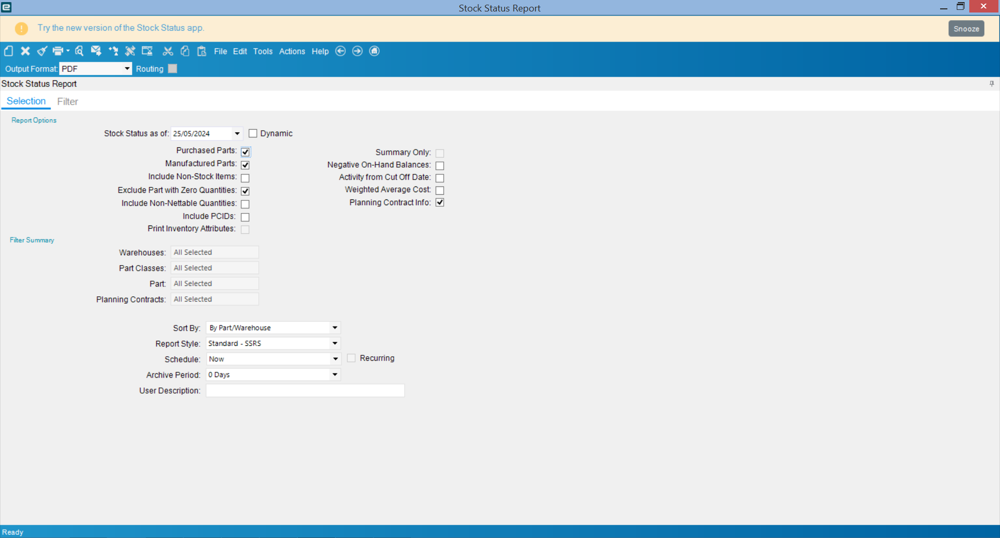 Stock Status Report
Try the new version of the Stock Status app.
Snooze
File Edit Tools Actions Help
Output Format: PDF Routing
Stock Status Report
Selection Filter
Report Options
Stock Status as of: 25/05/2024 Dynamic
Purchased Parts:
Manufactured Parts:
Include Non-Stock Items:
Exclude Part with Zero Quantities:
Include Non-Nettable Quantities:
Include PCIDs:
Print Inventory Attributes:
Summary Only:
Negative On-Hand Balances:
Activity from Cut Off Date:
Weighted Average Cost:
Planning Contract Info:
Filter Summary
Warehouses: All Selected
Part Classes: All Selected
Part: All Selected
Planning Contracts: All Selected
Sort By: By Part/Warehouse
Report Style: Standard - SSRS
Schedule: Now Recurring
Archive Period: 0 Days
User Description:
Ready